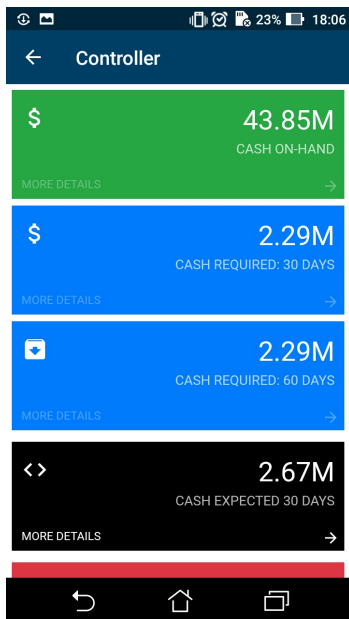 23% 18:06
Controller
$
43.85M
CASH ON-HAND
MORE DETAILS
$
2.29M
CASH REQUIRED: 30 DAYS
MORE DETAILS
2.29M
CASH REQUIRED: 60 DAYS
MORE DETAILS
2.67M
CASH EXPECTED 30 DAYS
MORE DETAILS